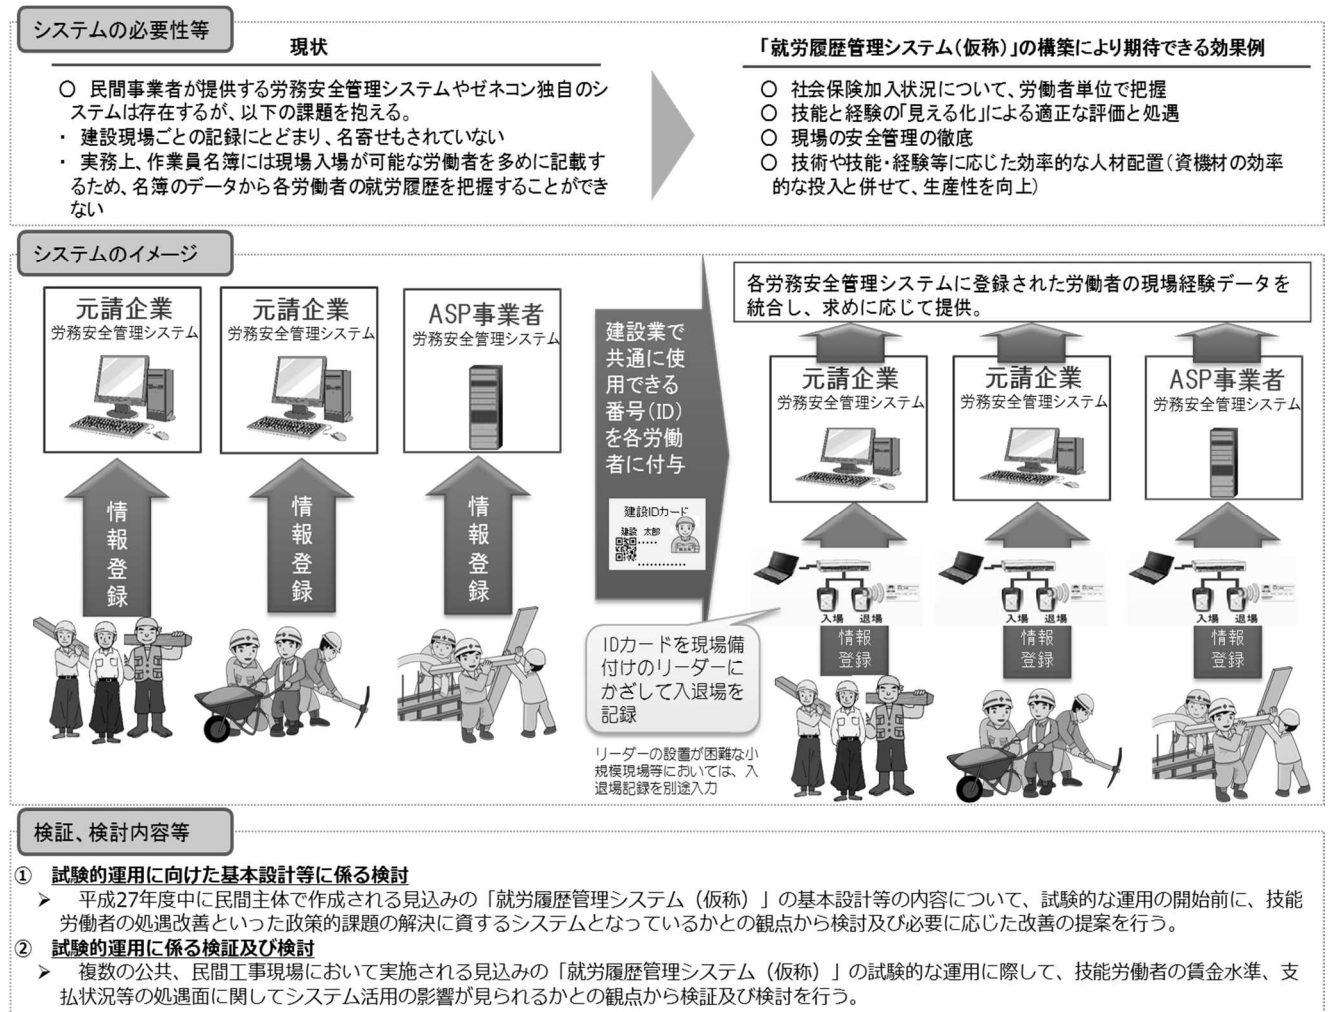 システムの必要性等
現状
○ 民間事業者が提供する労務安全管理システムやゼネコン独自のシ
ステムは存在するが、以下の課題を抱える。
・ 建設現場ごとの記録にとどまり、名寄せもされていない
・ 実務上、作業員名簿には現場入場が可能な労働者を多めに記載す
るため、名簿のデータから各労働者の就労履歴を把握することができ
ない
「就労履歴管理システム(仮称)」の構築により期待できる効果例
○ 社会保険加入状況について、労働者単位で把握
○ 技能と経験の「見える化」による適正な評価と処遇
○ 現場の安全管理の徹底
○ 技術や技能・経験等に応じた効率的な人材配置(資機材の効率
的な投入と併せて、生産性を向上)
システムのイメージ
元請企業
労務安全管理システム
元請企業
労務安全管理システム
ASP事業者
労務安全管理システム
情報登録
情報登録
情報登録
建設業で
共通に使
用できる
番号(ID)
を各労働
者に付与
建設IDカード
建設 太郎
IDカードを現場備
付けのリーダーに
かざして入退場を
記録
リーダーの設置が困難な小
規模現場等においては、入
退場記録を別途入力
各労務安全管理システムに登録された労働者の現場経験データを
統合し、求めに応じて提供。
元請企業
労務安全管理システム
元請企業
労務安全管理システム
ASP事業者
労務安全管理システム
入場 退場
入場 退場
入場 退場
情報
登録
情報
登録
情報
登録
検証、検討内容等
① 試験的運用に向けた基本設計等に係る検討
➢ 平成27年度中に民間主体で作成される見込みの「就労履歴管理システム(仮称)」の基本設計等の内容について、試験的な運用の開始前に、技能
労働者の処遇改善といった政策的課題の解決に資するシステムとなっているかとの観点から検討及び必要に応じた改善の提案を行う。
② 試験的運用に係る検証及び検討
➢ 複数の公共、民間工事現場において実施される見込みの「就労履歴管理システム(仮称)」の試験的な運用に際して、技能労働者の賃金水準、支
払状況等の処遇面に関してシステム活用の影響が見られるかとの観点から検証及び検討を行う。